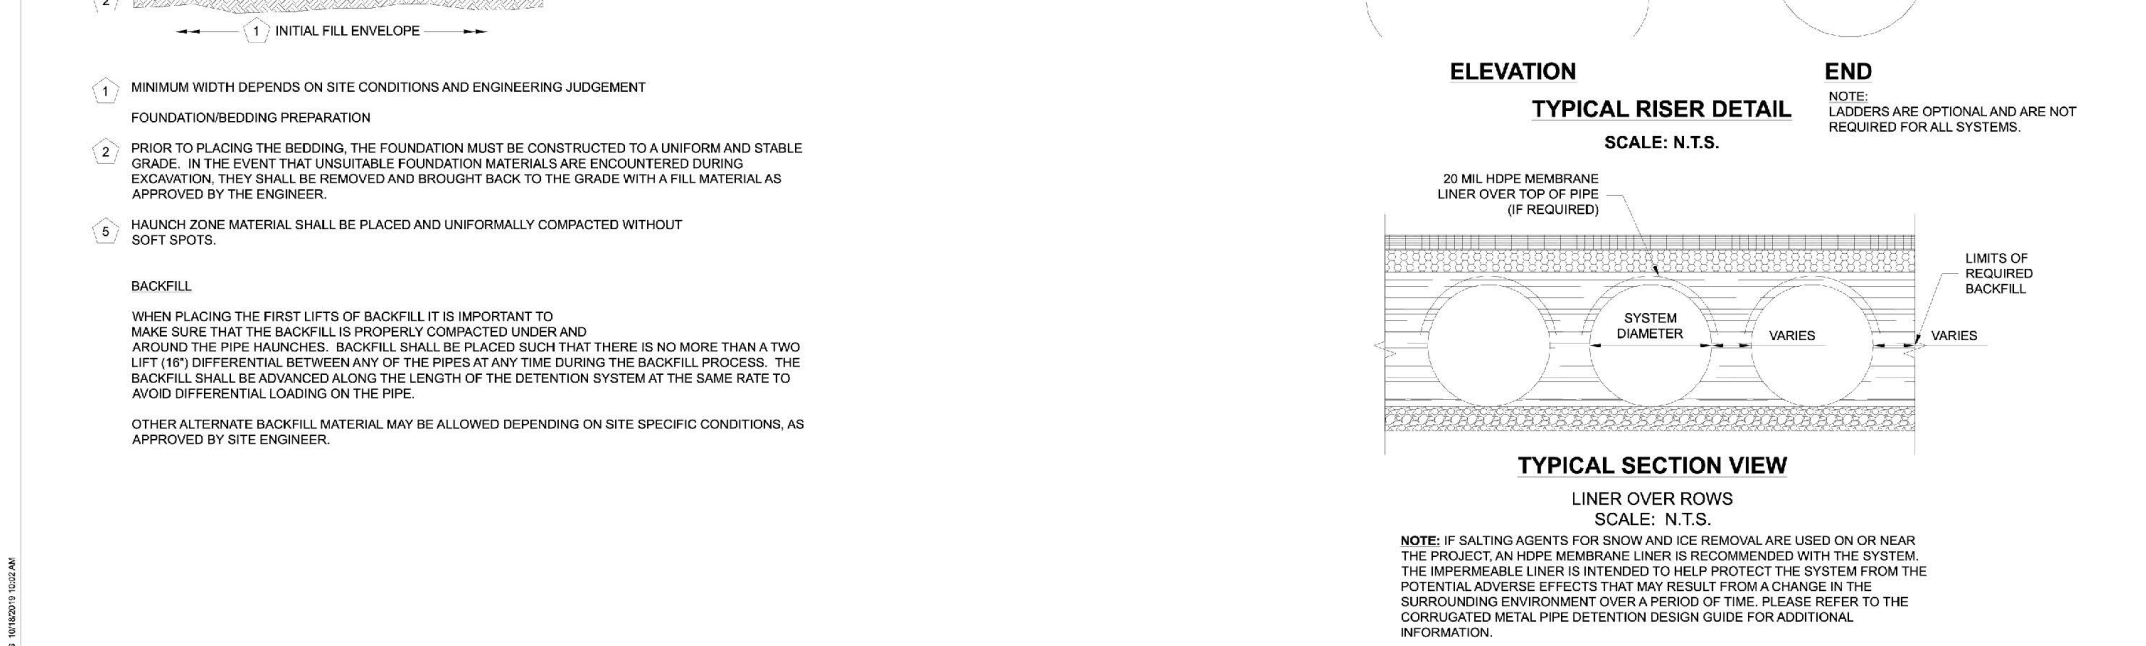 2
1 INITIAL FILL ENVELOPE
1 MINIMUM WIDTH DEPENDS ON SITE CONDITIONS AND ENGINEERING JUDGEMENT
FOUNDATION/BEDDING PREPARATION
2 PRIOR TO PLACING THE BEDDING, THE FOUNDATION MUST BE CONSTRUCTED TO A UNIFORM AND STABLE
GRADE. IN THE EVENT THAT UNSUITABLE FOUNDATION MATERIALS ARE ENCOUNTERED DURING
EXCAVATION, THEY SHALL BE REMOVED AND BROUGHT BACK TO THE GRADE WITH A FILL MATERIAL AS
APPROVED BY THE ENGINEER.
5 HAUNCH ZONE MATERIAL SHALL BE PLACED AND UNIFORMALLY COMPACTED WITHOUT
SOFT SPOTS.
BACKFILL
WHEN PLACING THE FIRST LIFTS OF BACKFILL IT IS IMPORTANT TO
MAKE SURE THAT THE BACKFILL IS PROPERLY COMPACTED UNDER AND
AROUND THE PIPE HAUNCHES. BACKFILL SHALL BE PLACED SUCH THAT THERE IS NO MORE THAN A TWO
LIFT (16") DIFFERENTIAL BETWEEN ANY OF THE PIPES AT ANY TIME DURING THE BACKFILL PROCESS. THE
BACKFILL SHALL BE ADVANCED ALONG THE LENGTH OF THE DETENTION SYSTEM AT THE SAME RATE TO
AVOID DIFFERENTIAL LOADING ON THE PIPE.
OTHER ALTERNATE BACKFILL MATERIAL MAY BE ALLOWED DEPENDING ON SITE SPECIFIC CONDITIONS, AS
APPROVED BY SITE ENGINEER.
10/18/2019 10:02 AM
ELEVATION
END
TYPICAL RISER DETAIL
SCALE: N.T.S.
NOTE:
LADDERS ARE OPTIONAL AND ARE NOT
REQUIRED FOR ALL SYSTEMS.
20 MIL HDPE MEMBRANE
LINER OVER TOP OF PIPE
(IF REQUIRED)
LIMITS OF
REQUIRED
BACKFILL
SYSTEM
DIAMETER
VARIES
VARIES
TYPICAL SECTION VIEW
LINER OVER ROWS
SCALE: N.T.S.
NOTE: IF SALTING AGENTS FOR SNOW AND ICE REMOVAL ARE USED ON OR NEAR
THE PROJECT, AN HDPE MEMBRANE LINER IS RECOMMENDED WITH THE SYSTEM.
THE IMPERMEABLE LINER IS INTENDED TO HELP PROTECT THE SYSTEM FROM THE
POTENTIAL ADVERSE EFFECTS THAT MAY RESULT FROM A CHANGE IN THE
SURROUNDING ENVIRONMENT OVER A PERIOD OF TIME. PLEASE REFER TO THE
CORRUGATED METAL PIPE DETENTION DESIGN GUIDE FOR ADDITIONAL
INFORMATION.